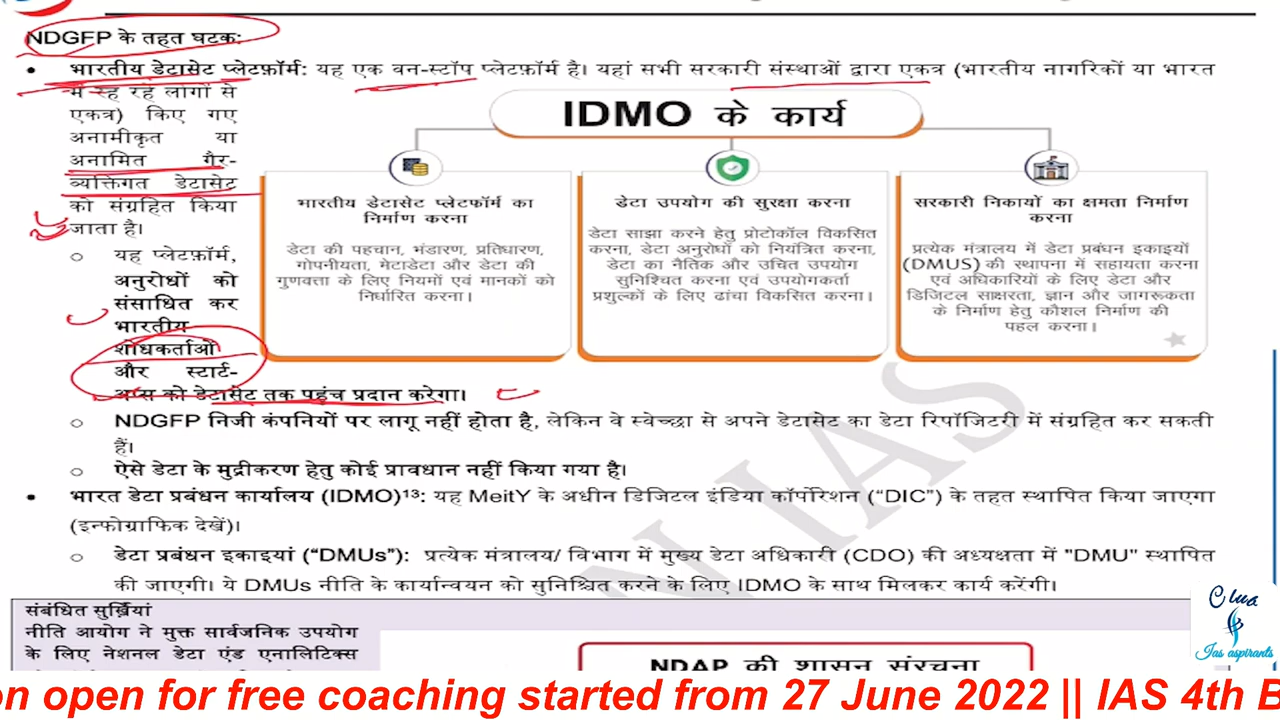 NDGFP के तहत घटक:
• भारतीय डेटासेट प्लेटफ़ॉर्म: यह एक वन-स्टॉप प्लेटफ़ॉर्म है। यहां सभी सरकारी संस्थाओं द्वारा एकत्र (भारतीय नागरिकों या भारत
में रह रहे लोगों से
एकत्र) किए गए
अनामीकृत या
अनामित गैर-
व्यक्तिगत डेटासेट
को संग्रहित किया
जाता है।
○ यह प्लेटफ़ॉर्म,
अनुरोधों को
संसाधित कर
भारतीय
शोधकर्ताओं
और स्टार्ट-
अप्स को डेटासेट तक पहुंच प्रदान करेगा।
IDMO के कार्य
भारतीय डेटासेट प्लेटफॉर्म का
निर्माण करना
डेटा की पहचान, भंडारण, प्रतिधारण,
गोपनीयता, मेटाडेटा और डेटा की
गुणवत्ता के लिए नियमों एवं मानकों को
निर्धारित करना।
डेटा उपयोग की सुरक्षा करना
डेटा साझा करने हेतु प्रोटोकॉल विकसित
करना, डेटा अनुरोधों को नियंत्रित करना,
डेटा का नैतिक और उचित उपयोग
सुनिश्चित करना एवं उपयोगकर्ता
प्रशुल्कों के लिए ढांचा विकसित करना।
सरकारी निकायों का क्षमता निर्माण
करना
प्रत्येक मंत्रालय में डेटा प्रबंधन इकाइयों
(DMUS) की स्थापना में सहायता करना
एवं अधिकारियों के लिए डेटा और
डिजिटल साक्षरता, ज्ञान और जागरूकता
के निर्माण हेतु कौशल निर्माण की
पहल करना।
○ NDGFP निजी कंपनियों पर लागू नहीं होता है, लेकिन वे स्वेच्छा से अपने डेटासेट का डेटा रिपॉजिटरी में संग्रहित कर सकती
हैं।
○ ऐसे डेटा के मुद्रीकरण हेतु कोई प्रावधान नहीं किया गया है।
• भारत डेटा प्रबंधन कार्यालय (IDMO)¹³: यह MeitY के अधीन डिजिटल इंडिया कॉर्पोरेशन (“DIC”) के तहत स्थापित किया जाएगा
(इन्फोग्राफिक देखें)।
○ डेटा प्रबंधन इकाइयां (“DMUs”): प्रत्येक मंत्रालय/ विभाग में मुख्य डेटा अधिकारी (CDO) की अध्यक्षता में "DMU" स्थापित
की जाएगी। ये DMUs नीति के कार्यान्वयन को सुनिश्चित करने के लिए IDMO के साथ मिलकर कार्य करेंगी।
संबंधित सुर्ख़ियां
नीति आयोग ने मुक्त सार्वजनिक उपयोग
के लिए नेशनल डेटा एंड एनालिटिक्स
NDAP की शासन संरचना
N IAS
Ias aspirants
on open for free coaching started from 27 June 2022 || IAS 4th B